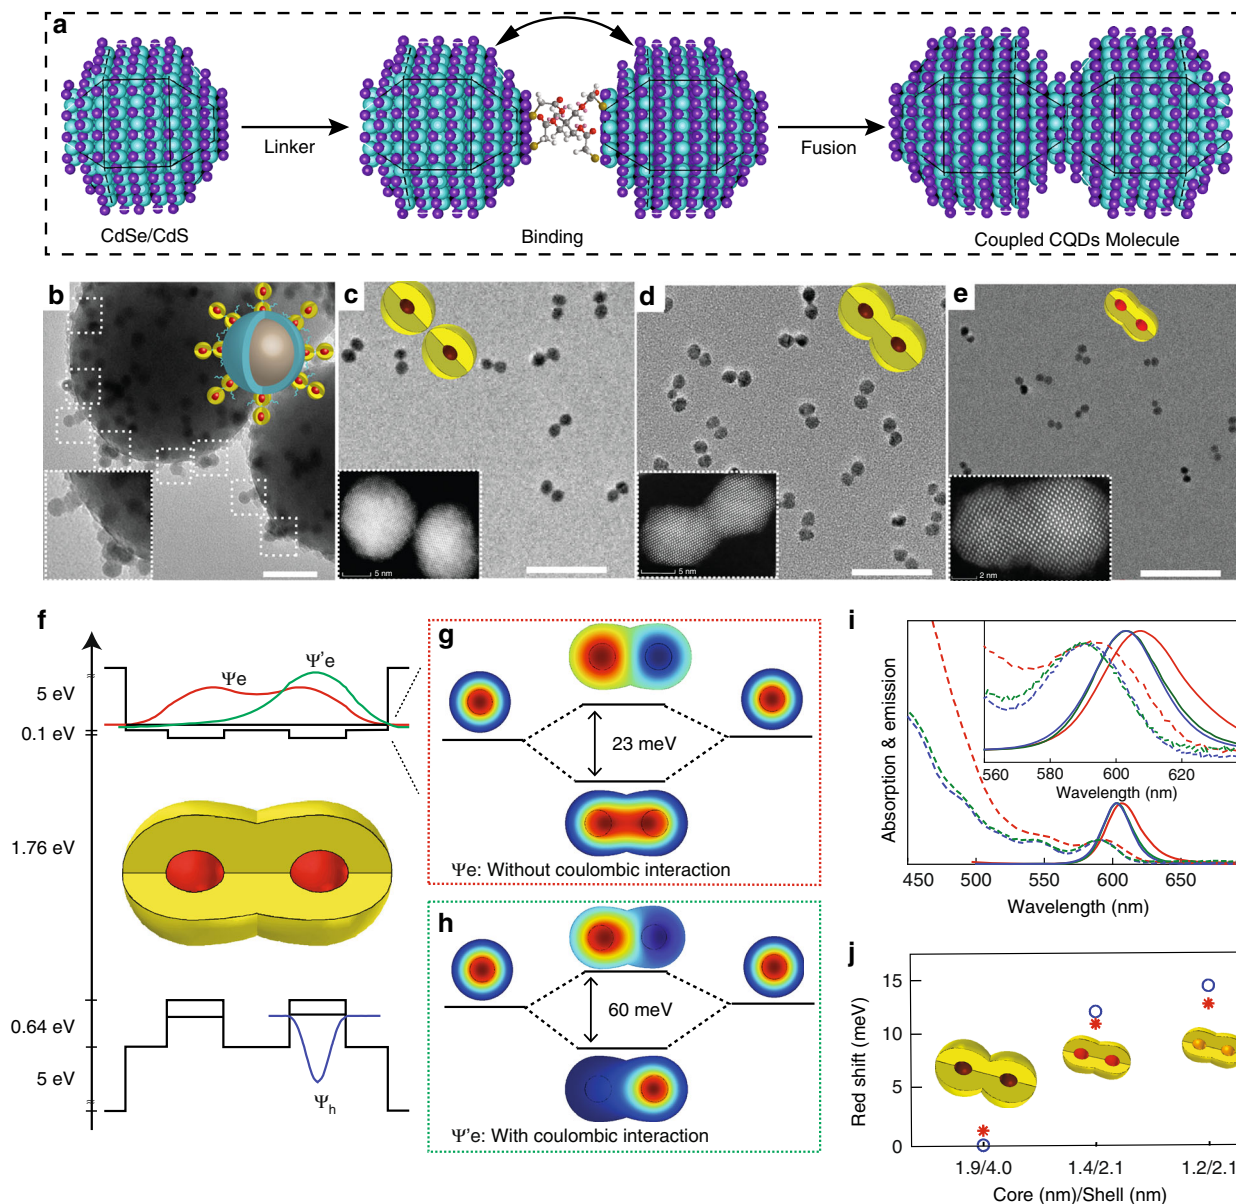 a
Linker
Fusion
CdSe/CdS
Binding
Coupled CQDs Molecule
b
c
d
e
5 nm
5 nm
2 nm
f
Ψe
Ψ'e
5 eV
0.1 eV
1.76 eV
0.64 eV
5 eV
Ψh
g
23 meV
Ψe: Without coulombic interaction
h
60 meV
Ψ'e: With coulombic interaction
i
Absorption & emission
560 580 600 620
Wavelength (nm)
450 500 550 600 650
Wavelength (nm)
j
Red shift (meV)
15
10
5
0
1.9/4.0 1.4/2.1 1.2/2.1
Core (nm)/Shell (nm)